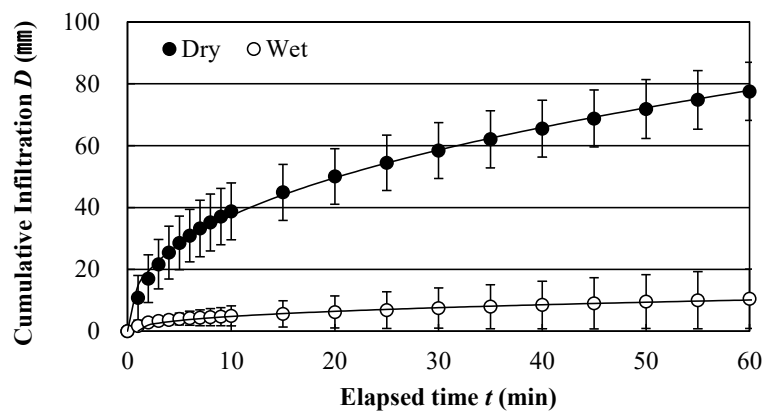 100
80
60
40
20
0
Cumulative Infiltration D (㎜)
Dry Wet
0 10 20 30 40 50 60
Elapsed time t (min)